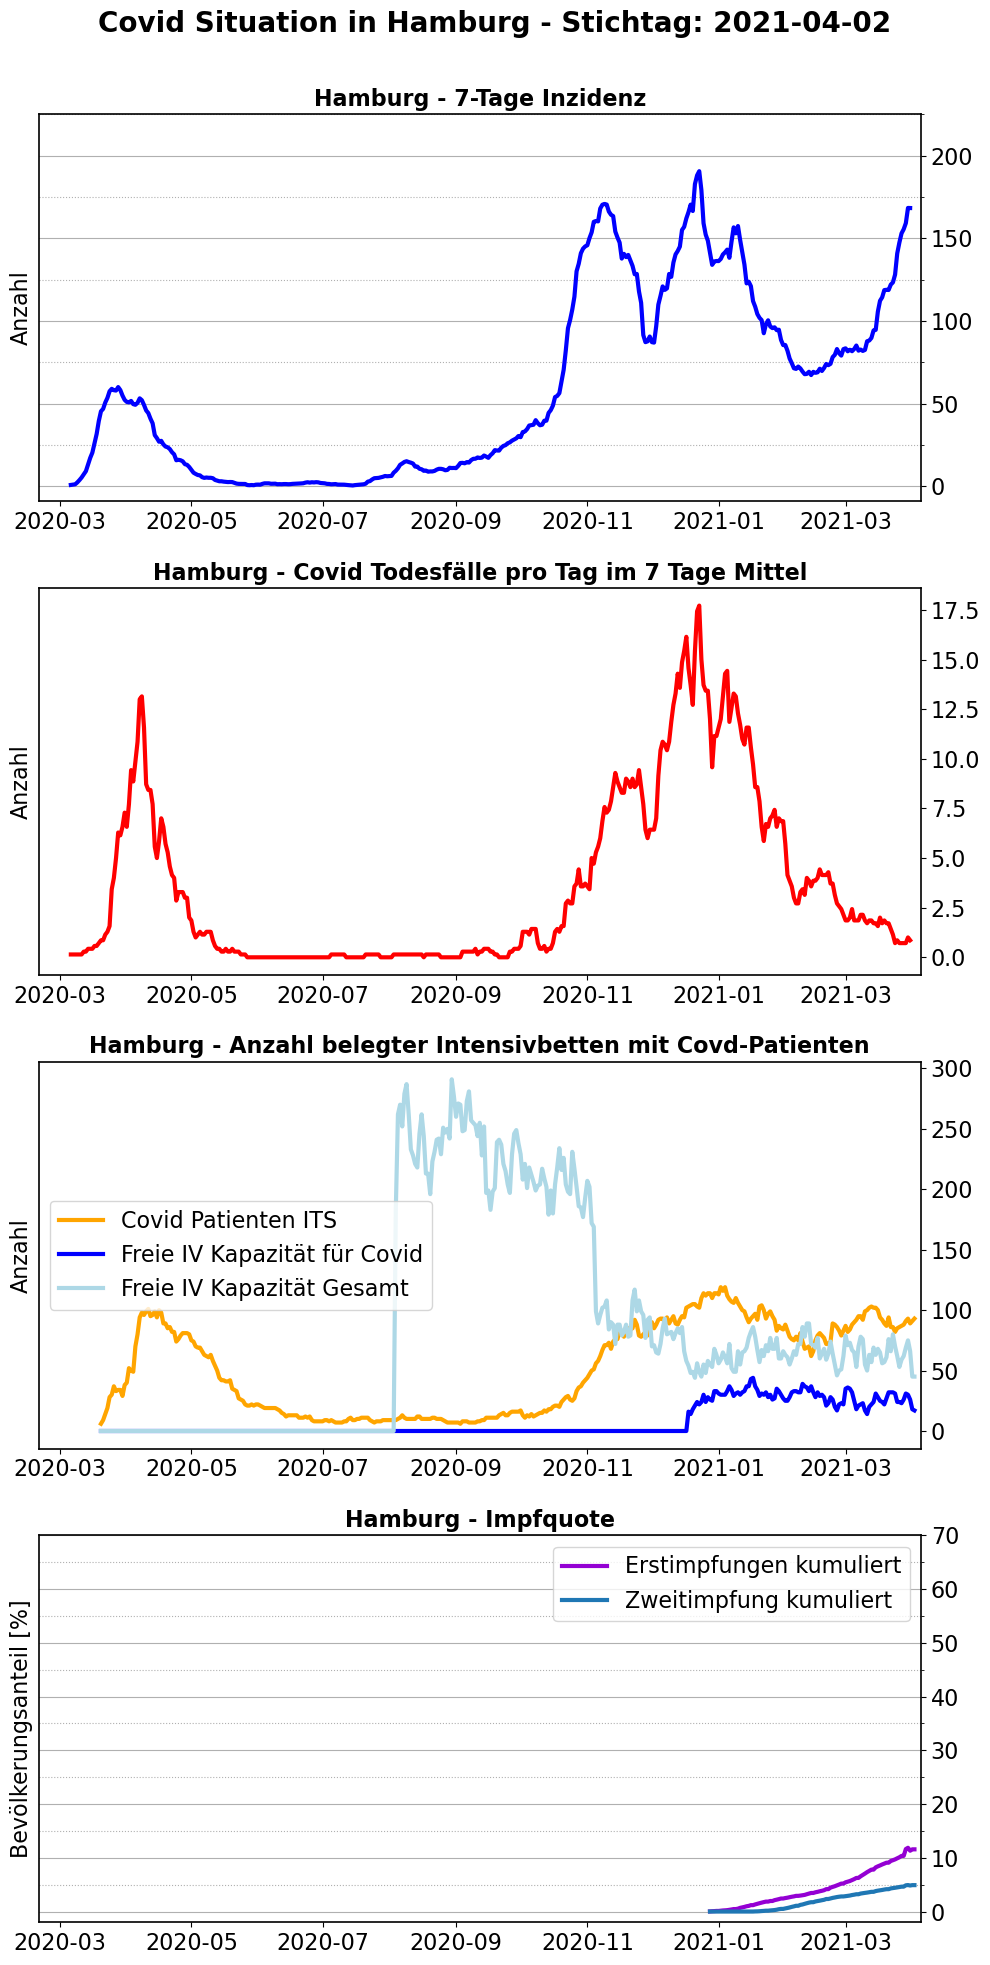 Covid Situation in Hamburg - Stichtag: 2021-04-02
Hamburg - 7-Tage Inzidenz
Anzahl
200
150
100
50
0
2020-03 2020-05 2020-07 2020-09 2020-11 2021-01 2021-03
Hamburg - Covid Todesfälle pro Tag im 7 Tage Mittel
Anzahl
17.5
15.0
12.5
10.0
7.5
5.0
2.5
0.0
2020-03 2020-05 2020-07 2020-09 2020-11 2021-01 2021-03
Hamburg - Anzahl belegter Intensivbetten mit Covd-Patienten
Anzahl
Covid Patienten ITS
Freie IV Kapazität für Covid
Freie IV Kapazität Gesamt
300
250
200
150
100
50
0
2020-03 2020-05 2020-07 2020-09 2020-11 2021-01 2021-03
Hamburg - Impfquote
Bevölkerungsanteil [%]
Erstimpfungen kumuliert
Zweitimpfung kumuliert
70
60
50
40
30
20
10
0
2020-03 2020-05 2020-07 2020-09 2020-11 2021-01 2021-03